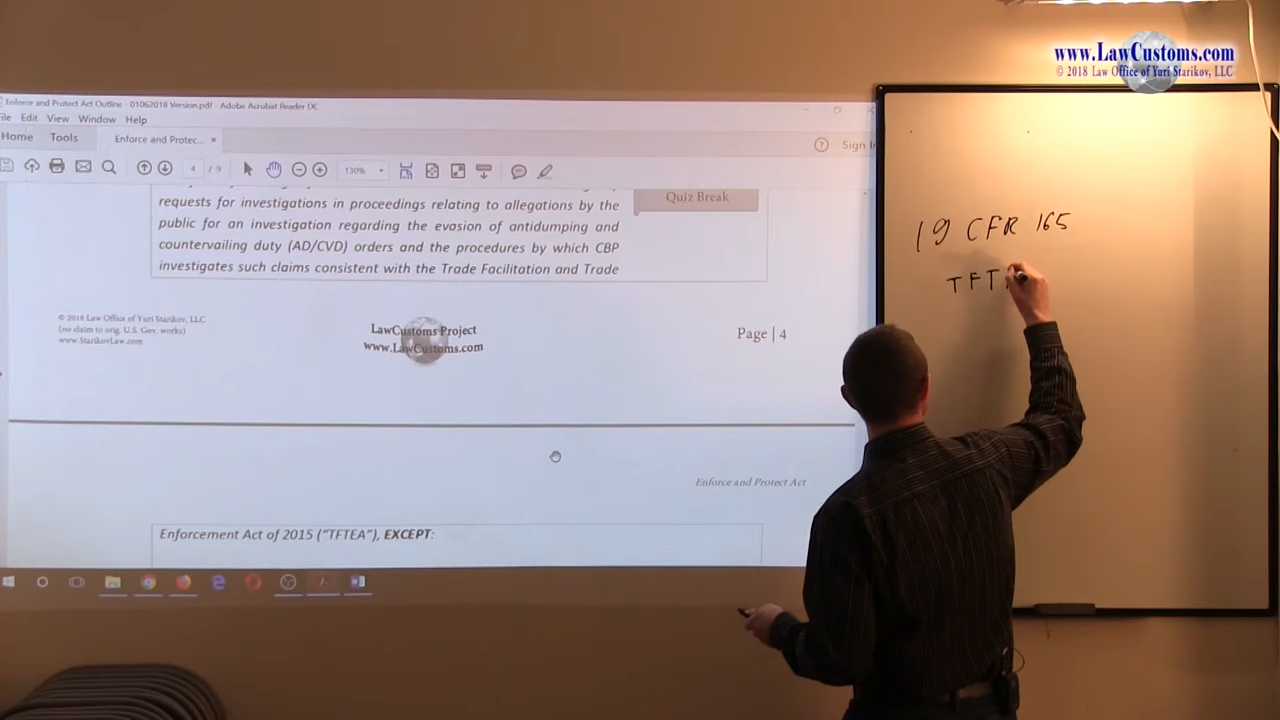 www.LawCustoms.com
© 2018 Law Office of Yuri Starikov, LLC
Enforce and Protect Act Outline - 01062018 Version.pdf - Adobe Acrobat Reader DC
File Edit View Window Help
Home Tools Enforce and Protec... ×
Sign In
4 / 9 130%
requests for investigations in proceedings relating to allegations by the
public for an investigation regarding the evasion of antidumping and
countervailing duty (AD/CVD) orders and the procedures by which CBP
investigates such claims consistent with the Trade Facilitation and Trade
Quiz Break
© 2018 Law Office of Yuri Starikov, LLC
(no claim to orig. U.S. Gov. works)
www.StarikovLaw.com
LawCustoms Project
www.LawCustoms.com
Page | 4
Enforce and Protect Act
Enforcement Act of 2015 (“TFTEA”), EXCEPT:
19 CFR 165
TFT